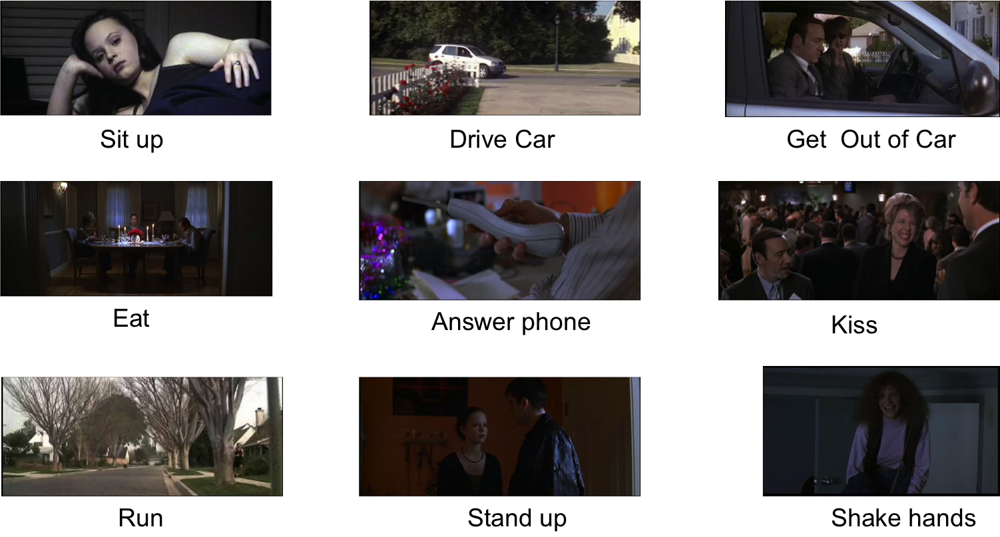 Sit up
Drive Car
Get  Out of Car
Eat
Answer phone
Kiss
Run
Stand up
Shake hands